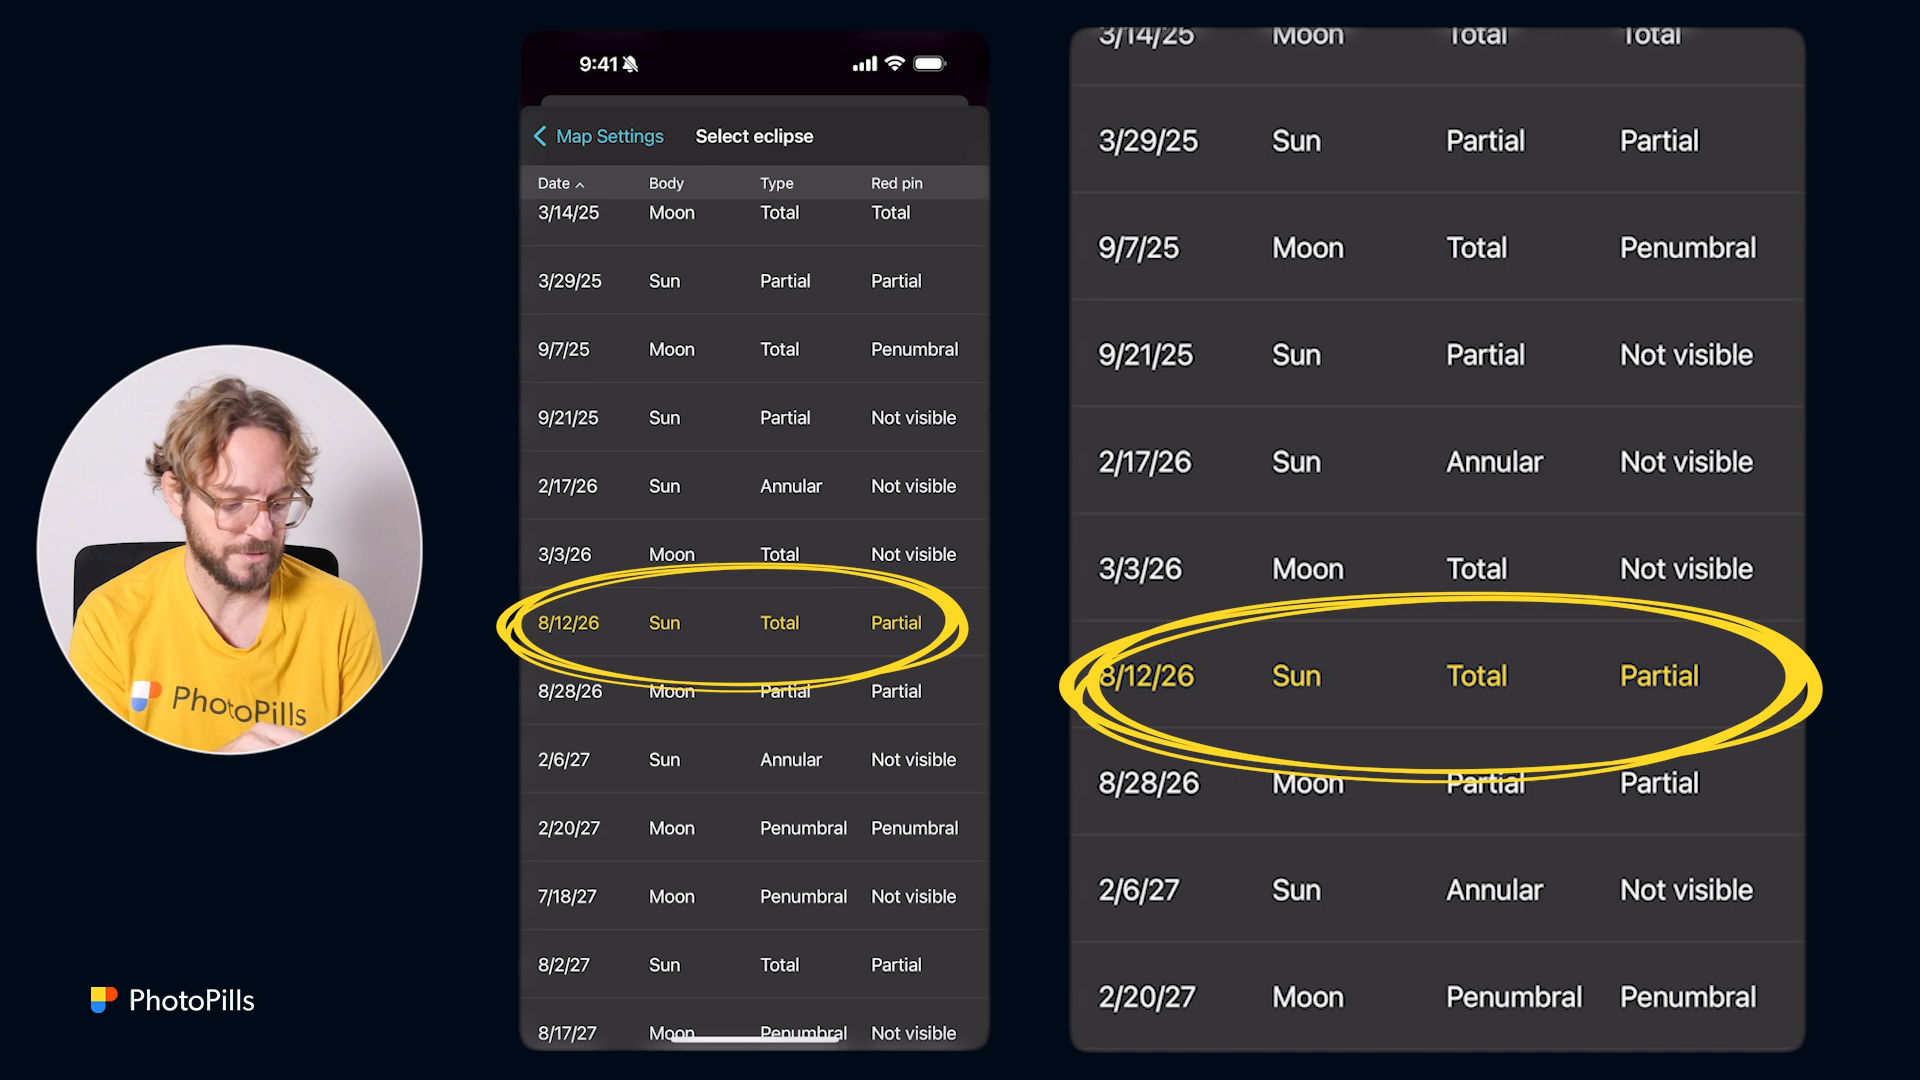 9:41
Map Settings Select eclipse
Date Body Type Red pin
3/14/25 Moon Total Total
3/29/25 Sun Partial Partial
9/7/25 Moon Total Penumbral
9/21/25 Sun Partial Not visible
2/17/26 Sun Annular Not visible
3/3/26 Moon Total Not visible
8/12/26 Sun Total Partial
8/28/26 Moon Partial Partial
2/6/27 Sun Annular Not visible
2/20/27 Moon Penumbral Penumbral
7/18/27 Moon Penumbral Not visible
8/2/27 Sun Total Partial
8/17/27 Moon Penumbral Not visible
3/14/25 Moon Total Total
3/29/25 Sun Partial Partial
9/7/25 Moon Total Penumbral
9/21/25 Sun Partial Not visible
2/17/26 Sun Annular Not visible
3/3/26 Moon Total Not visible
8/12/26 Sun Total Partial
8/28/26 Moon Partial Partial
2/6/27 Sun Annular Not visible
2/20/27 Moon Penumbral Penumbral
PhotoPills
PhotoPills